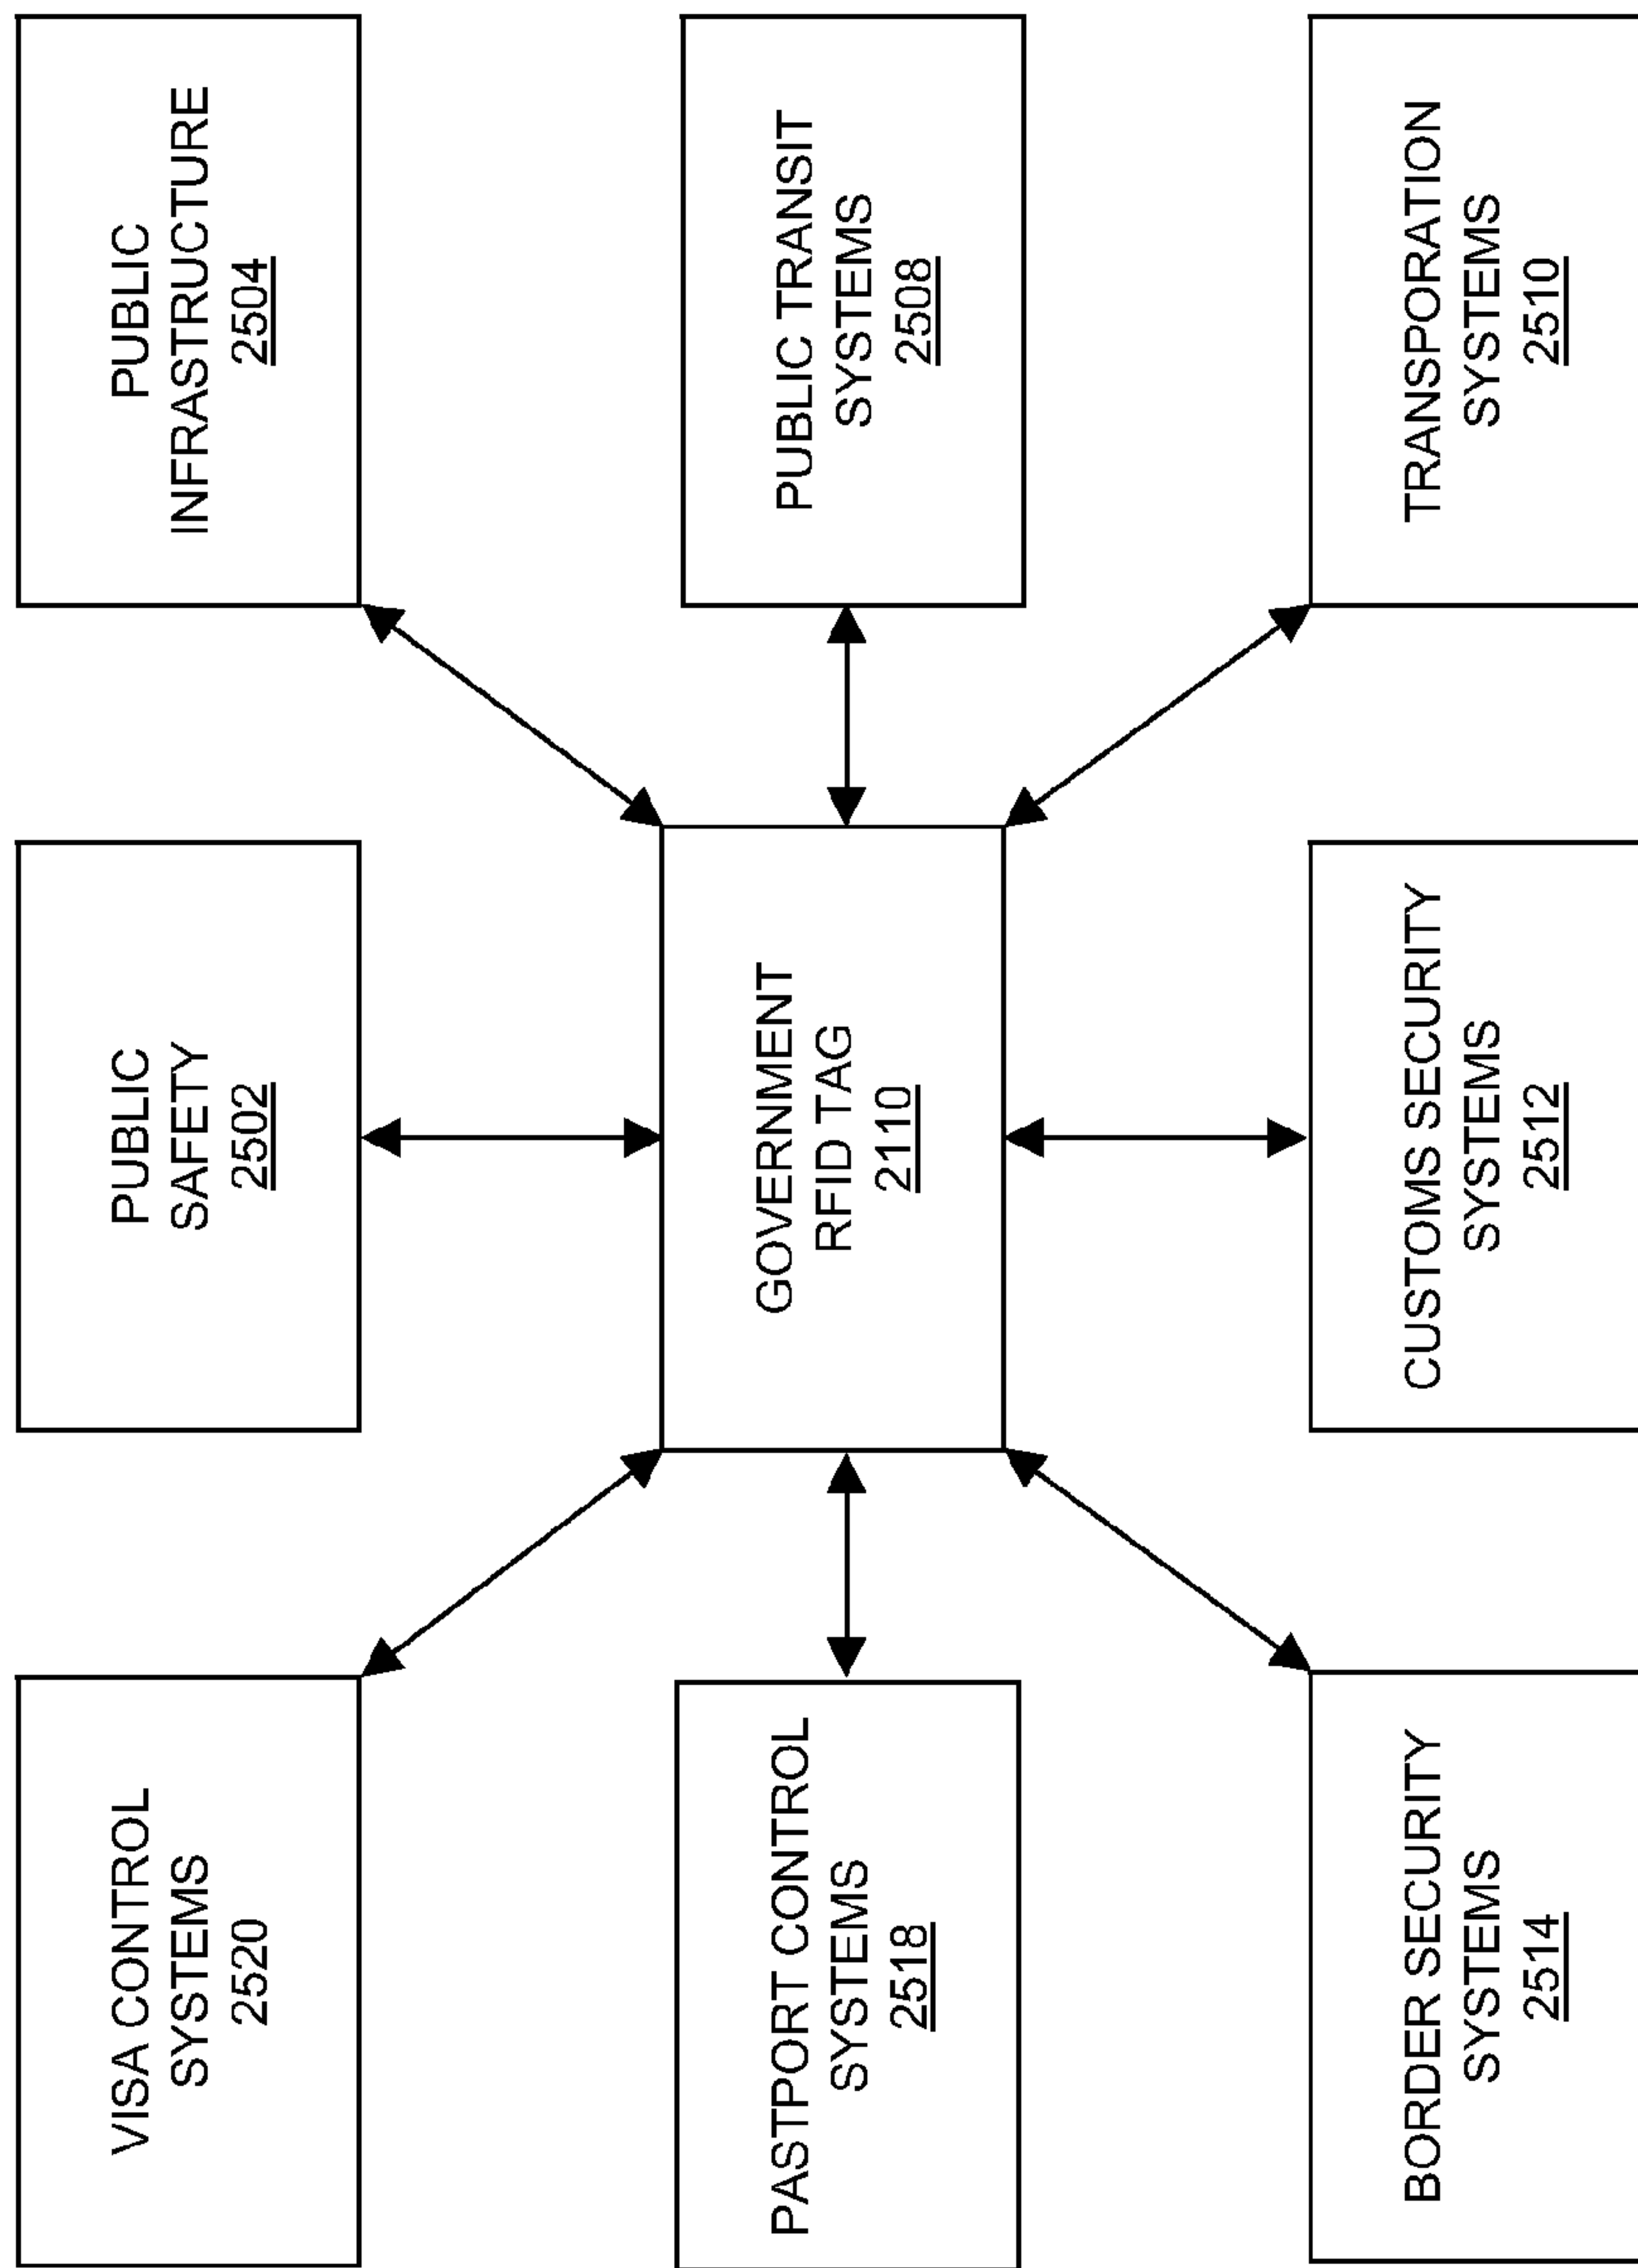 VISA CONTROL
SYSTEMS
2520
PUBLIC
SAFETY
2502
PUBLIC
INFRASTRUCTURE
2504
PASTPORT CONTROL
SYSTEMS
2518
GOVERNMENT
RFID TAG
2110
PUBLIC TRANSIT
SYSTEMS
2508
BORDER SECURITY
SYSTEMS
2514
CUSTOMS SECURITY
SYSTEMS
2512
TRANSPORATION
SYSTEMS
2510